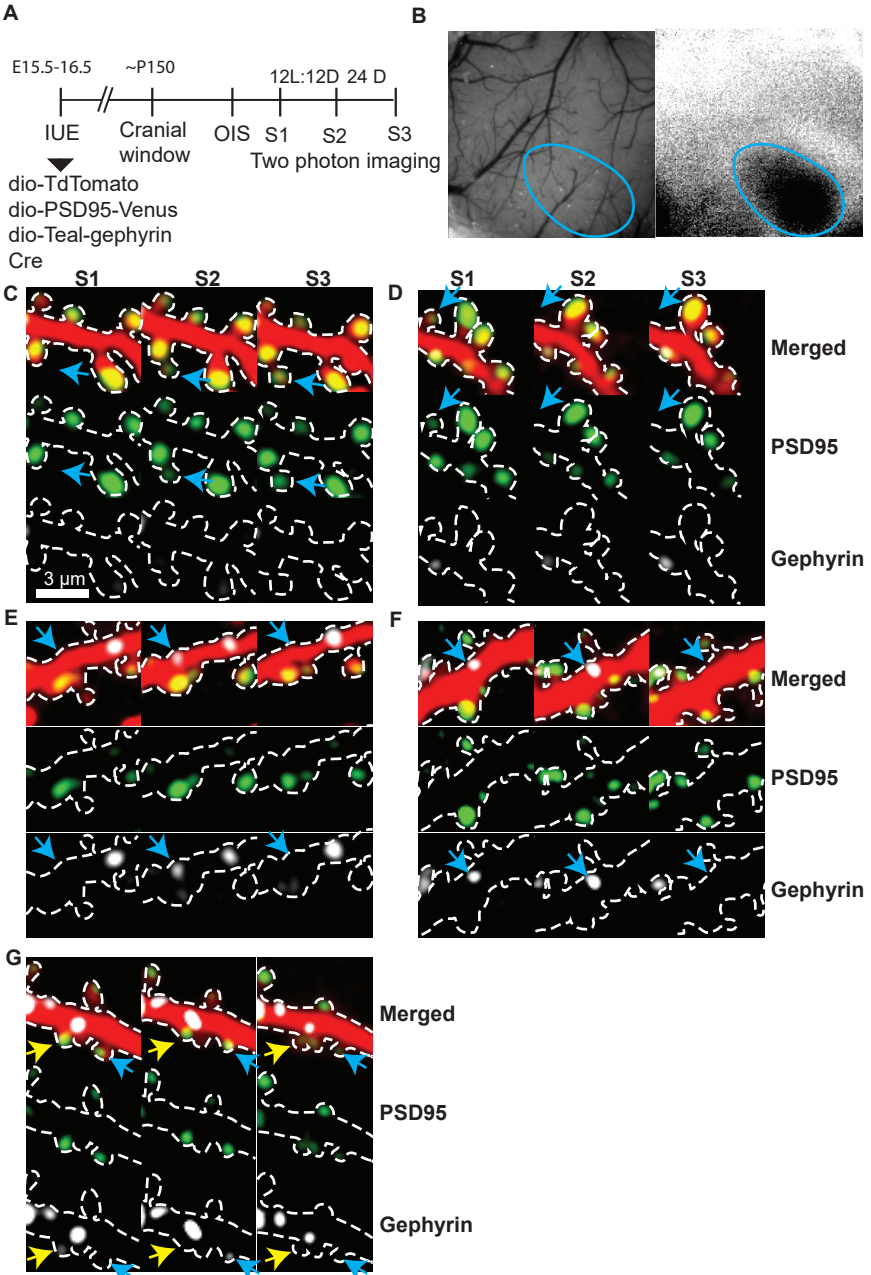 A
E15.5-16.5
~P150
12L:12D
24 D
IUE
Cranial
window
OIS
S1
S2
S3
Two photon imaging
dio-TdTomato
dio-PSD95-Venus
dio-Teal-gephyrin
Cre
B
C
S1
S2
S3
3 µm
D
S1
S2
S3
Merged
PSD95
Gephyrin
E
F
Merged
PSD95
Gephyrin
G
Merged
PSD95
Gephyrin